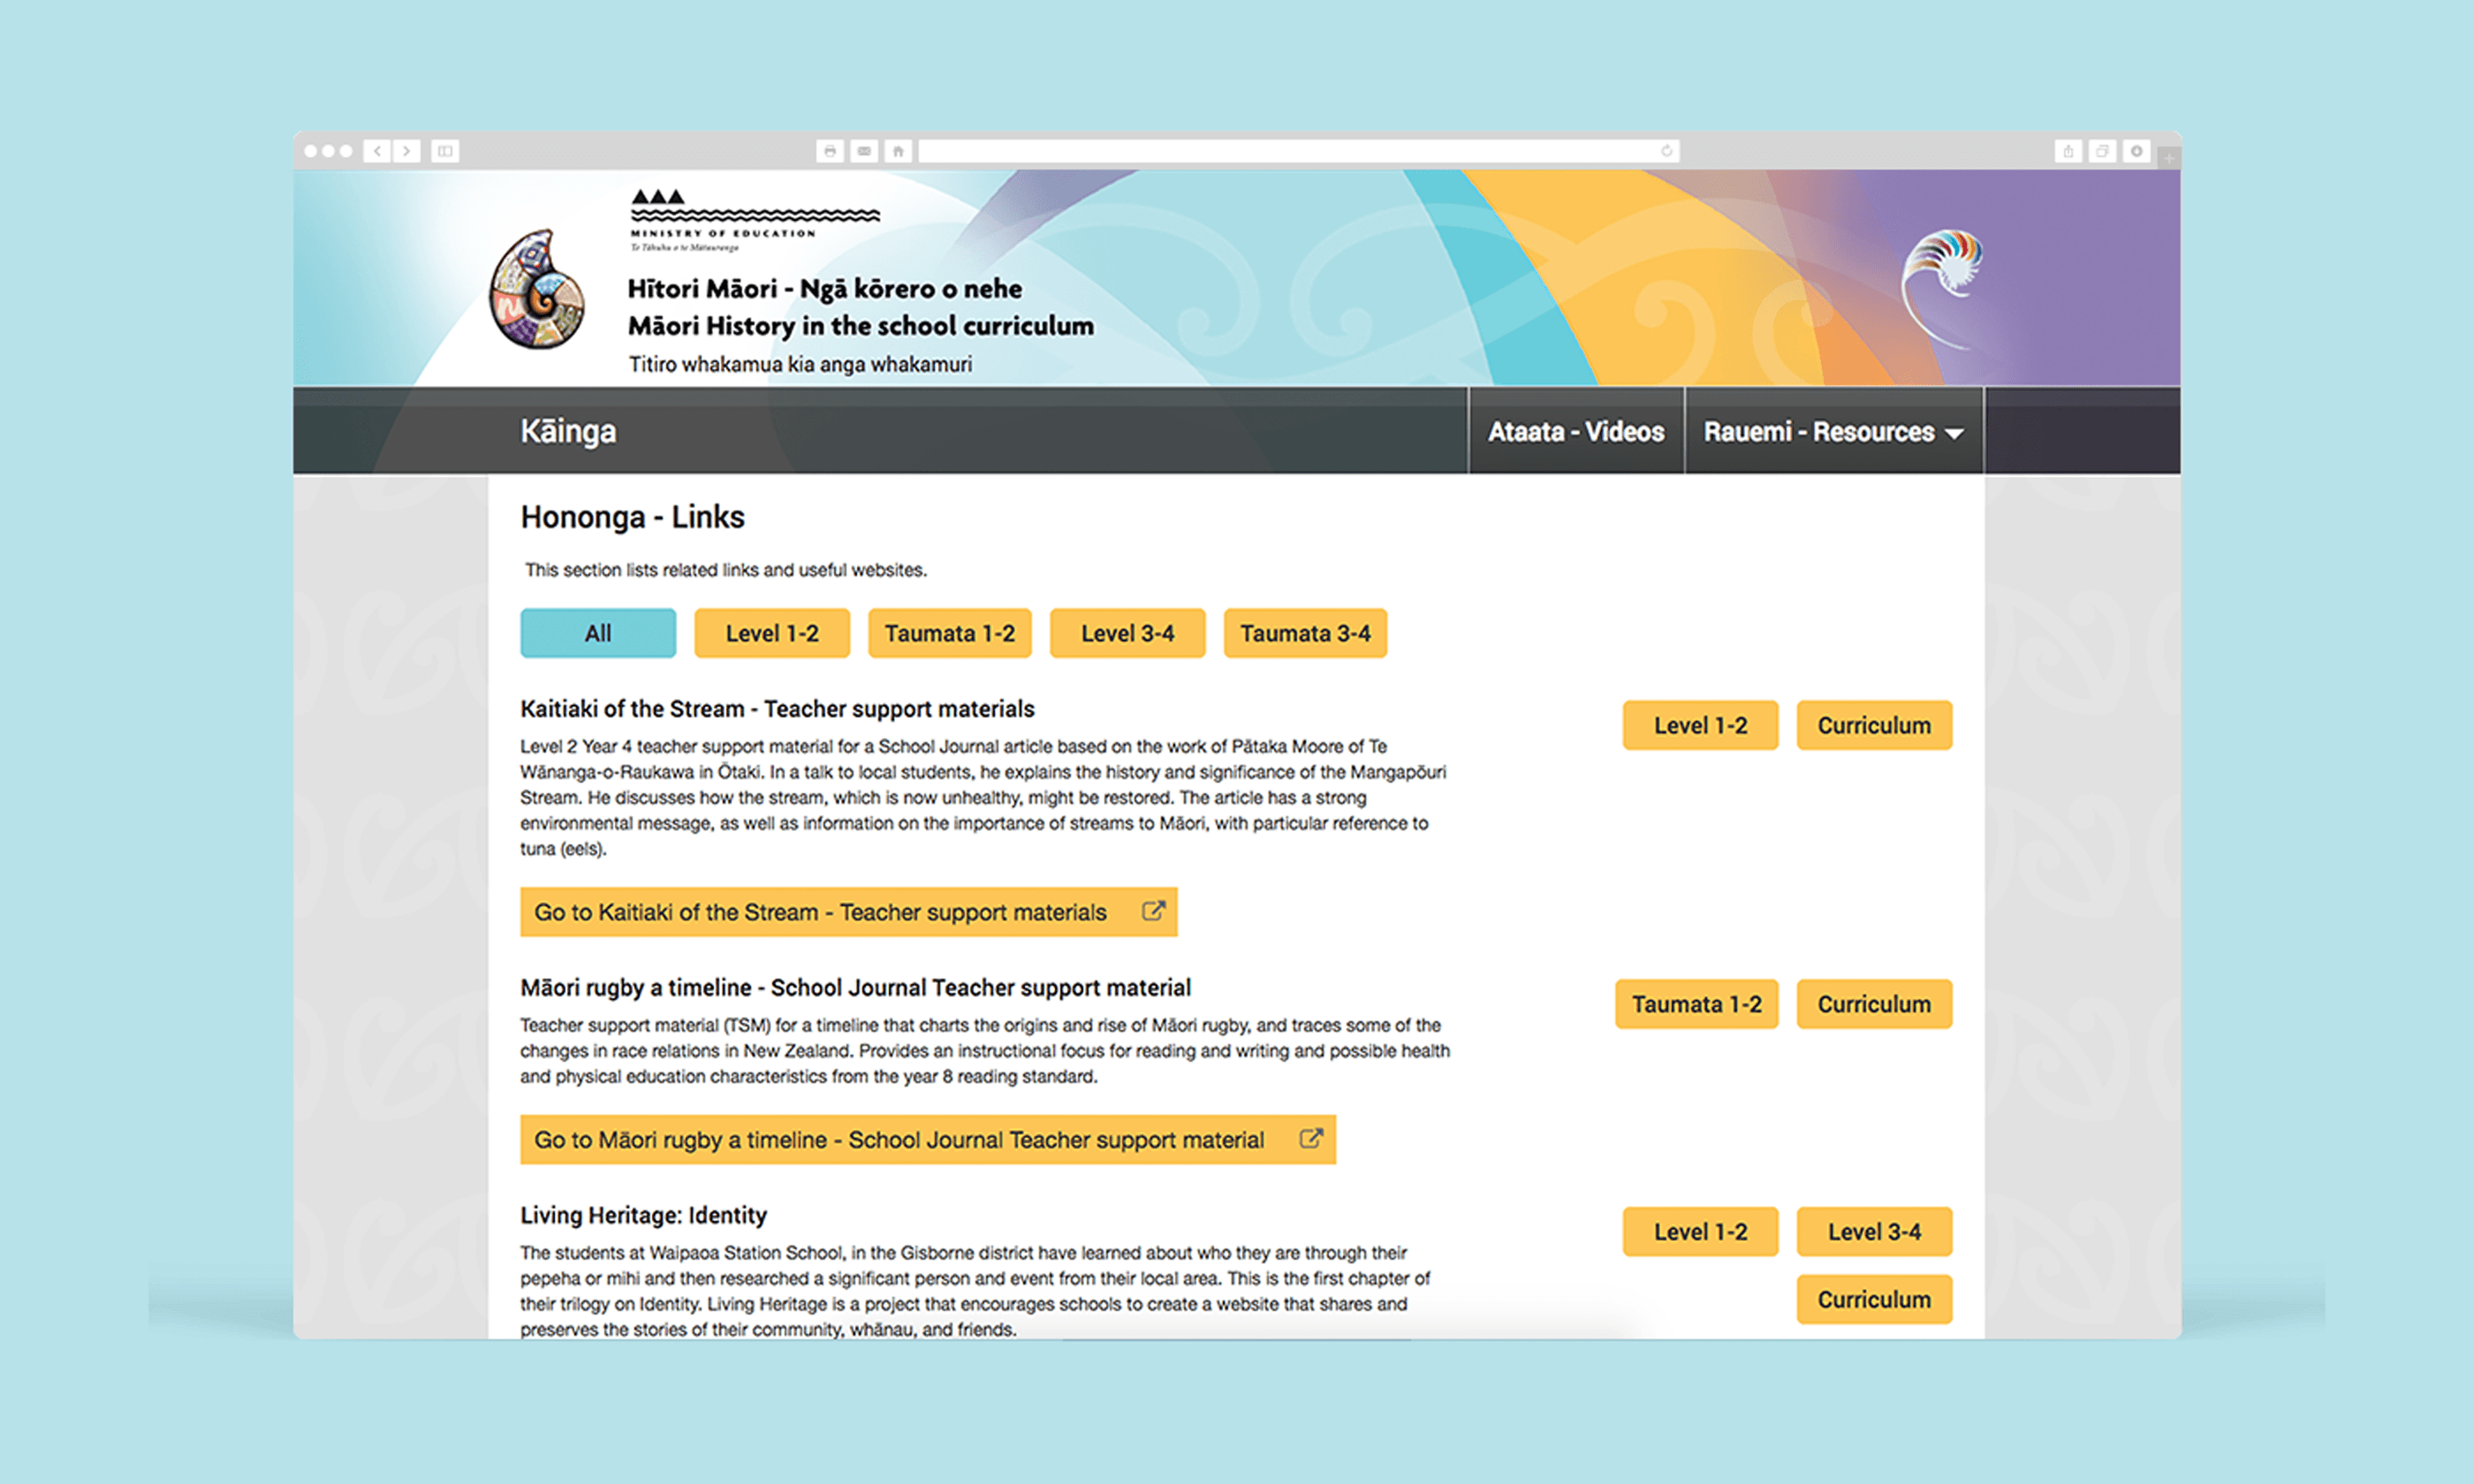 MINISTRY OF EDUCATION
Te Tāhuhu o te Mātauranga
Hītori Māori - Ngā kōrero o nehe
Māori History in the school curriculum
Titiro whakamua kia anga whakamuri
Kāinga
Ataata - Videos
Rauemi - Resources
Hononga - Links
This section lists related links and useful websites.
All
Level 1-2
Taumata 1-2
Level 3-4
Taumata 3-4
Kaitiaki of the Stream - Teacher support materials
Level 1-2
Curriculum
Level 2 Year 4 teacher support material for a School Journal article based on the work of Pātaka Moore of Te
Wānanga-o-Raukawa in Ōtaki. In a talk to local students, he explains the history and significance of the Mangapōuri
Stream. He discusses how the stream, which is now unhealthy, might be restored. The article has a strong
environmental message, as well as information on the importance of streams to Māori, with particular reference to
tuna (eels).
Go to Kaitiaki of the Stream - Teacher support materials
Māori rugby a timeline - School Journal Teacher support material
Taumata 1-2
Curriculum
Teacher support material (TSM) for a timeline that charts the origins and rise of Māori rugby, and traces some of the
changes in race relations in New Zealand. Provides an instructional focus for reading and writing and possible health
and physical education characteristics from the year 8 reading standard.
Go to Māori rugby a timeline - School Journal Teacher support material
Living Heritage: Identity
Level 1-2
Level 3-4
Curriculum
The students at Waipaoa Station School, in the Gisborne district have learned about who they are through their
pepeha or mihi and then researched a significant person and event from their local area. This is the first chapter of
their trilogy on Identity. Living Heritage is a project that encourages schools to create a website that shares and
preserves the stories of their community, whānau, and friends.